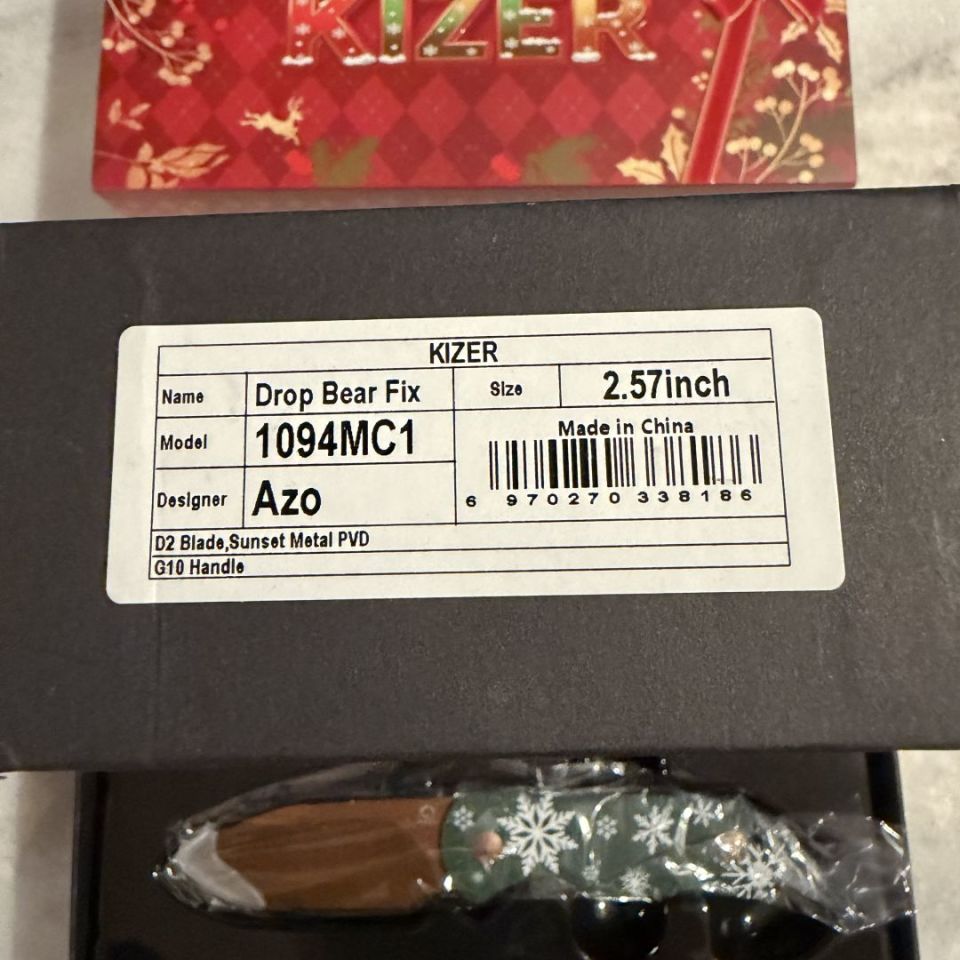 KIZER
KIZER
Name Drop Bear Fix Size 2.57inch
Model 1094MC1 Made in China
6 970270 338186
Designer Azo
D2 Blade,Sunset Metal PVD
G10 Handle